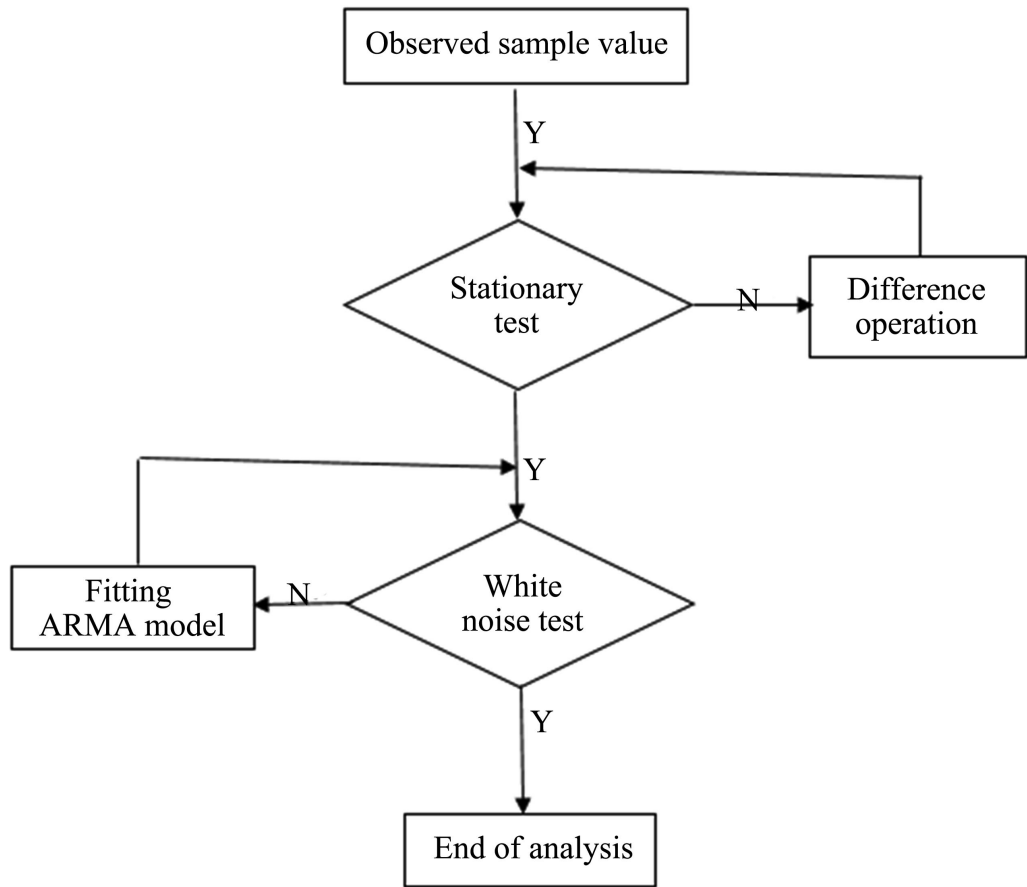 Observed sample value
Y
Stationary
test
N
Difference
operation
Y
White
noise test
N
Fitting
ARMA model
Y
End of analysis